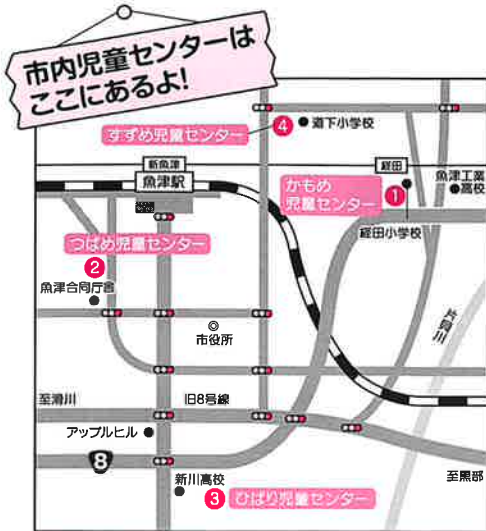 市内児童センターは
ここにあるよ!
すずめ児童センター
4
道下小学校
新魚津
魚津駅
経田
かもめ
児童センター
1
魚津工業
高校
経田小学校
つばめ児童センター
2
魚津合同庁舎
市役所
片貝川
至滑川
旧8号線
アップルヒル
8
至黒部
新川高校
3
ひばり児童センター